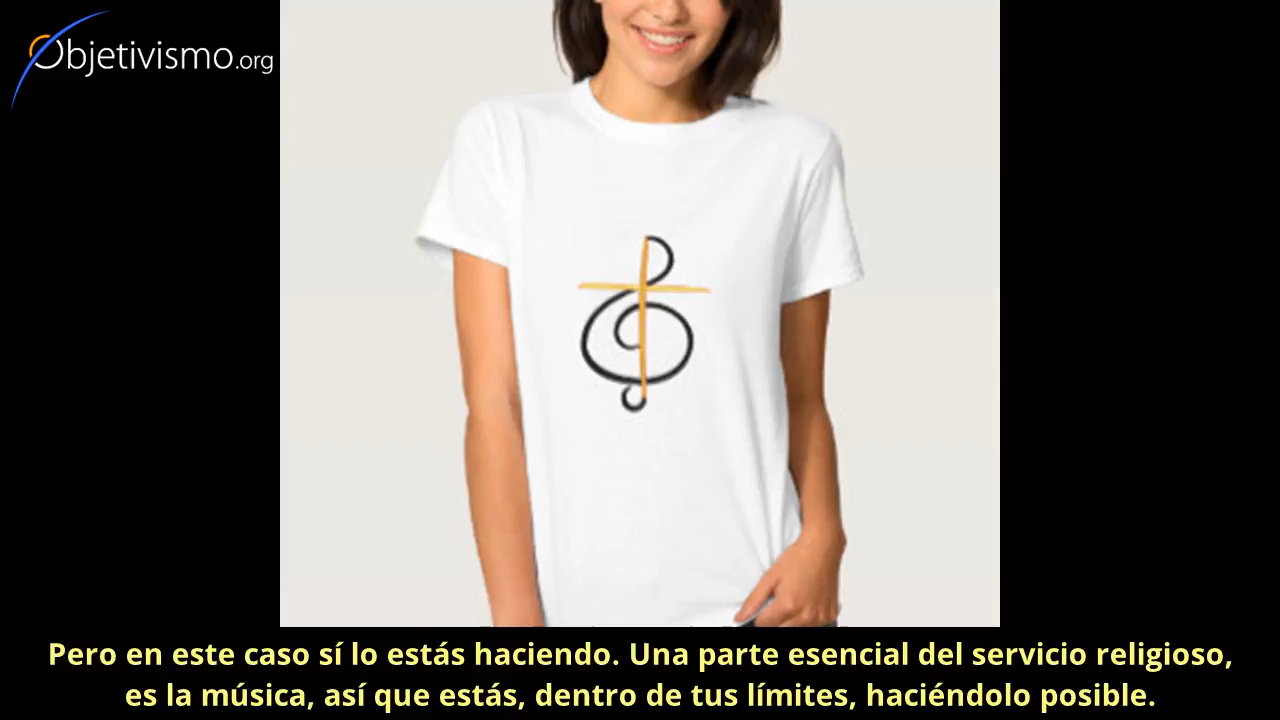 Objetivismo.org
Pero en este caso sí lo estás haciendo. Una parte esencial del servicio religioso,
es la música, así que estás, dentro de tus límites, haciéndolo posible.